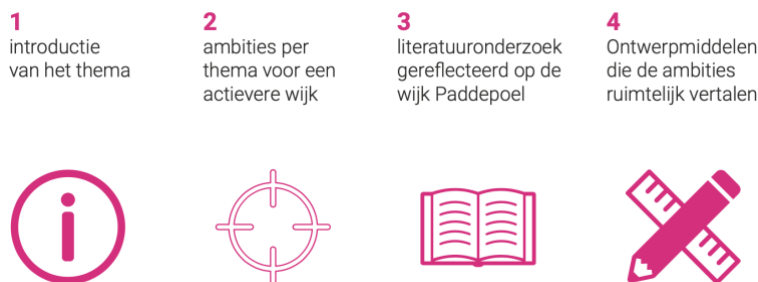 1
introductie
van het thema
2
ambities per
thema voor een
actievere wijk
3
literatuuronderzoek
gereflecteerd op de
wijk Paddepoel
4
Ontwerpmiddelen
die de ambities
ruimtelijk vertalen